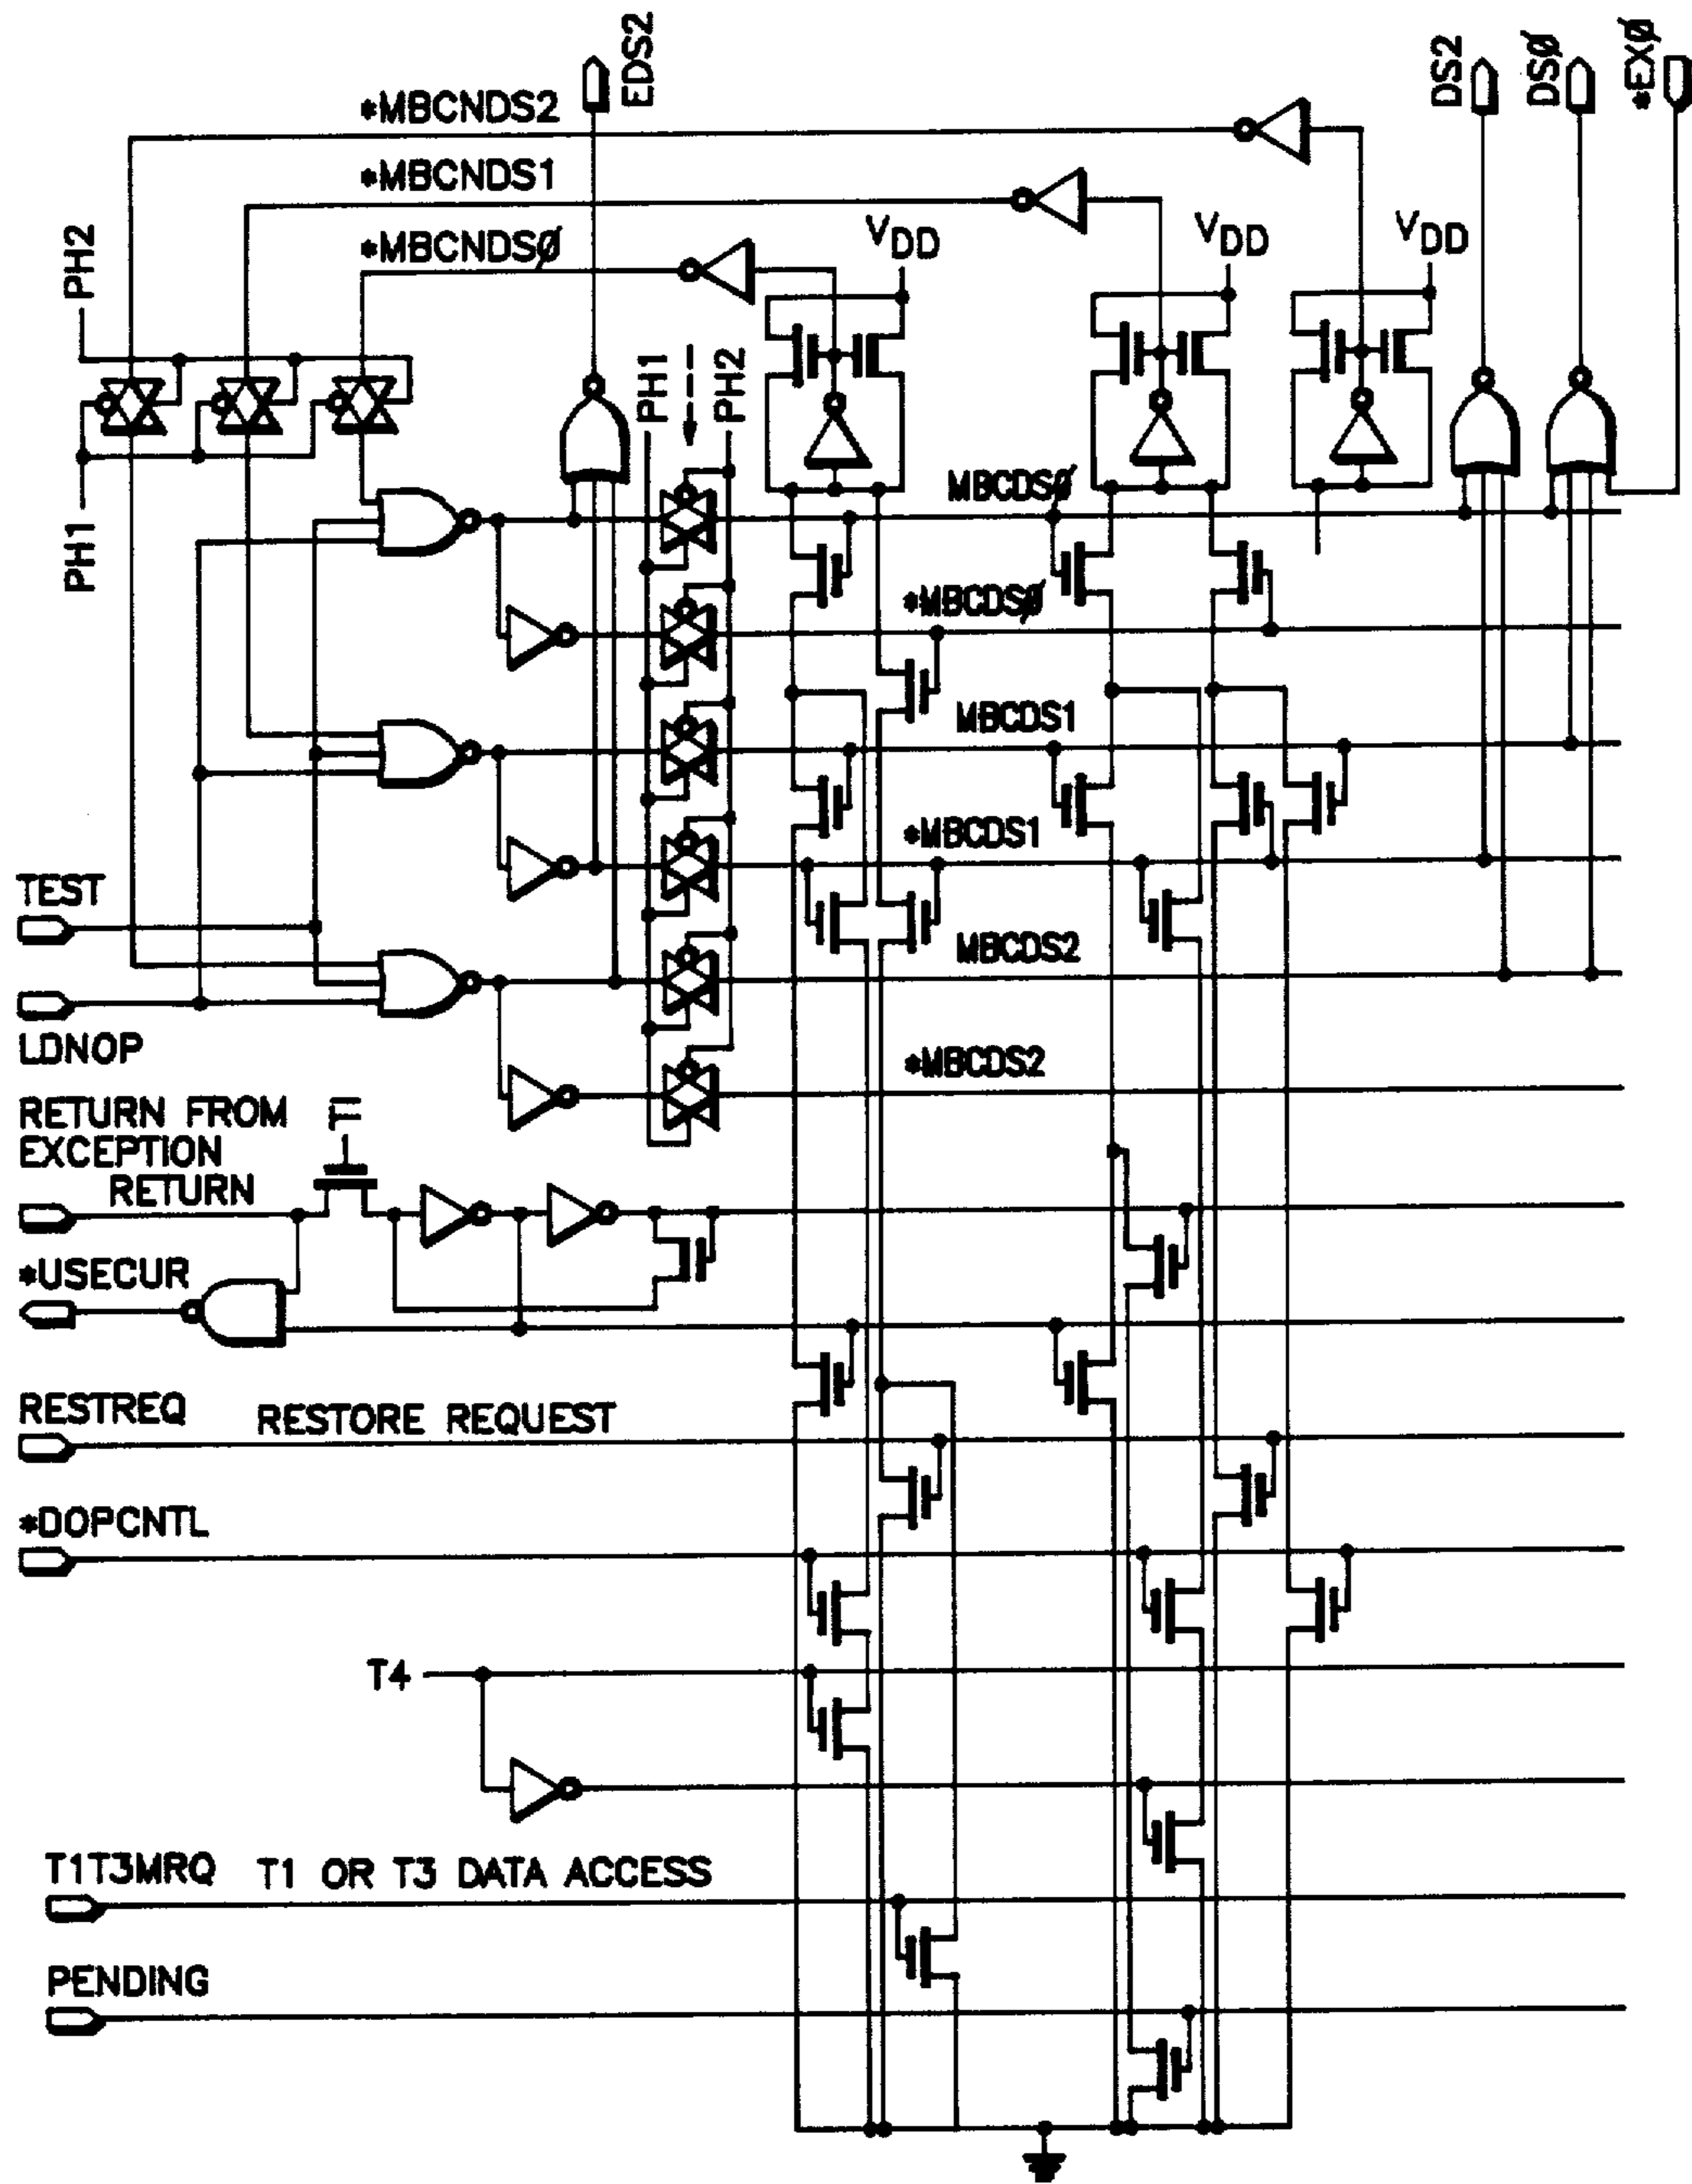 EDS2
DS2
DSØ
*EXØ
*MBCNDS2
*MBCNDS1
*MBCNDSØ
PH2
PH1
VDD
VDD
VDD
PH1
PH2
MBCDSØ
*MBCDSØ
MBCDS1
*MBCDS1
MBCDS2
*MBCDS2
TEST
LDNOP
RETURN FROM
EXCEPTION
RETURN
T1
*USECUR
RESTREQ RESTORE REQUEST
*DOPCNTL
T4
T1T3MRQ T1 OR T3 DATA ACCESS
PENDING